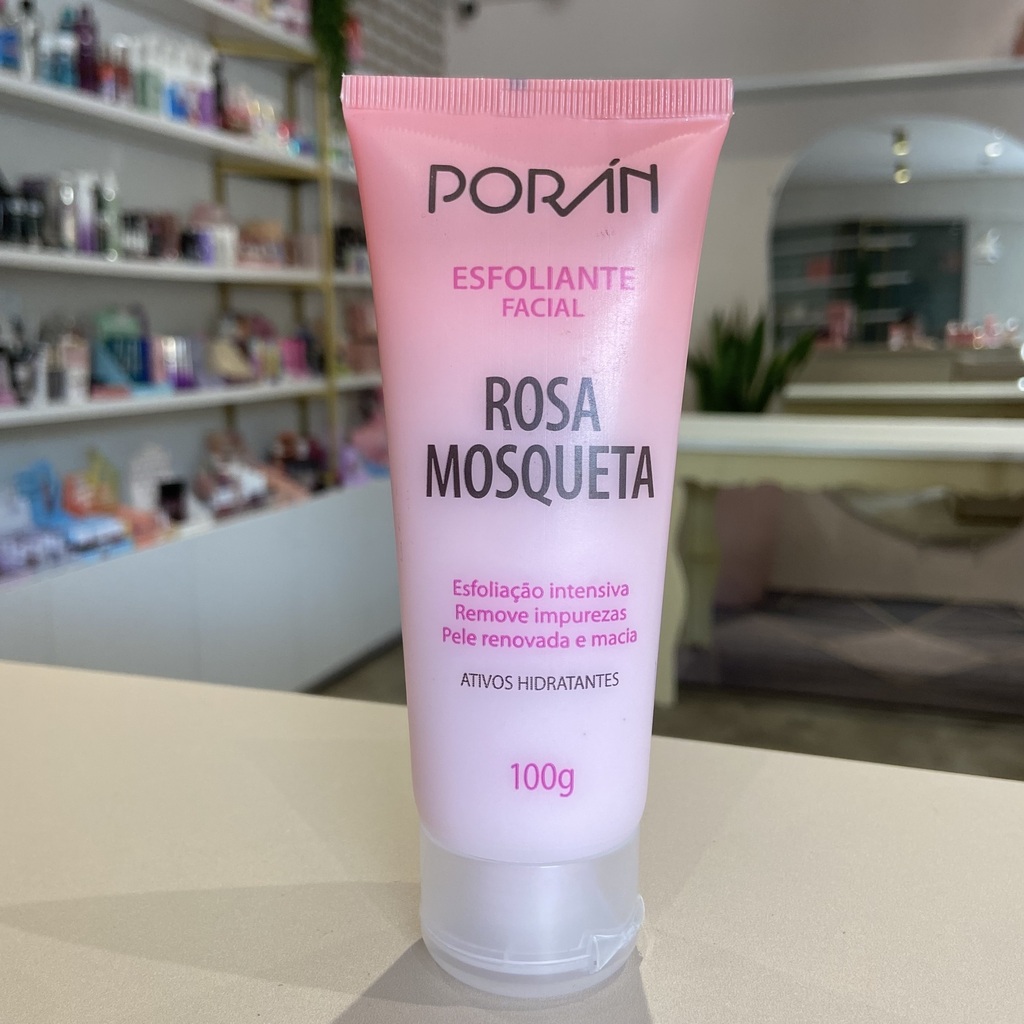 PORÁN
ESFOLIANTE
FACIAL
ROSA
MOSQUETA
Esfoliação intensiva
Remove impurezas
Pele renovada e macia
ATIVOS HIDRATANTES
100g